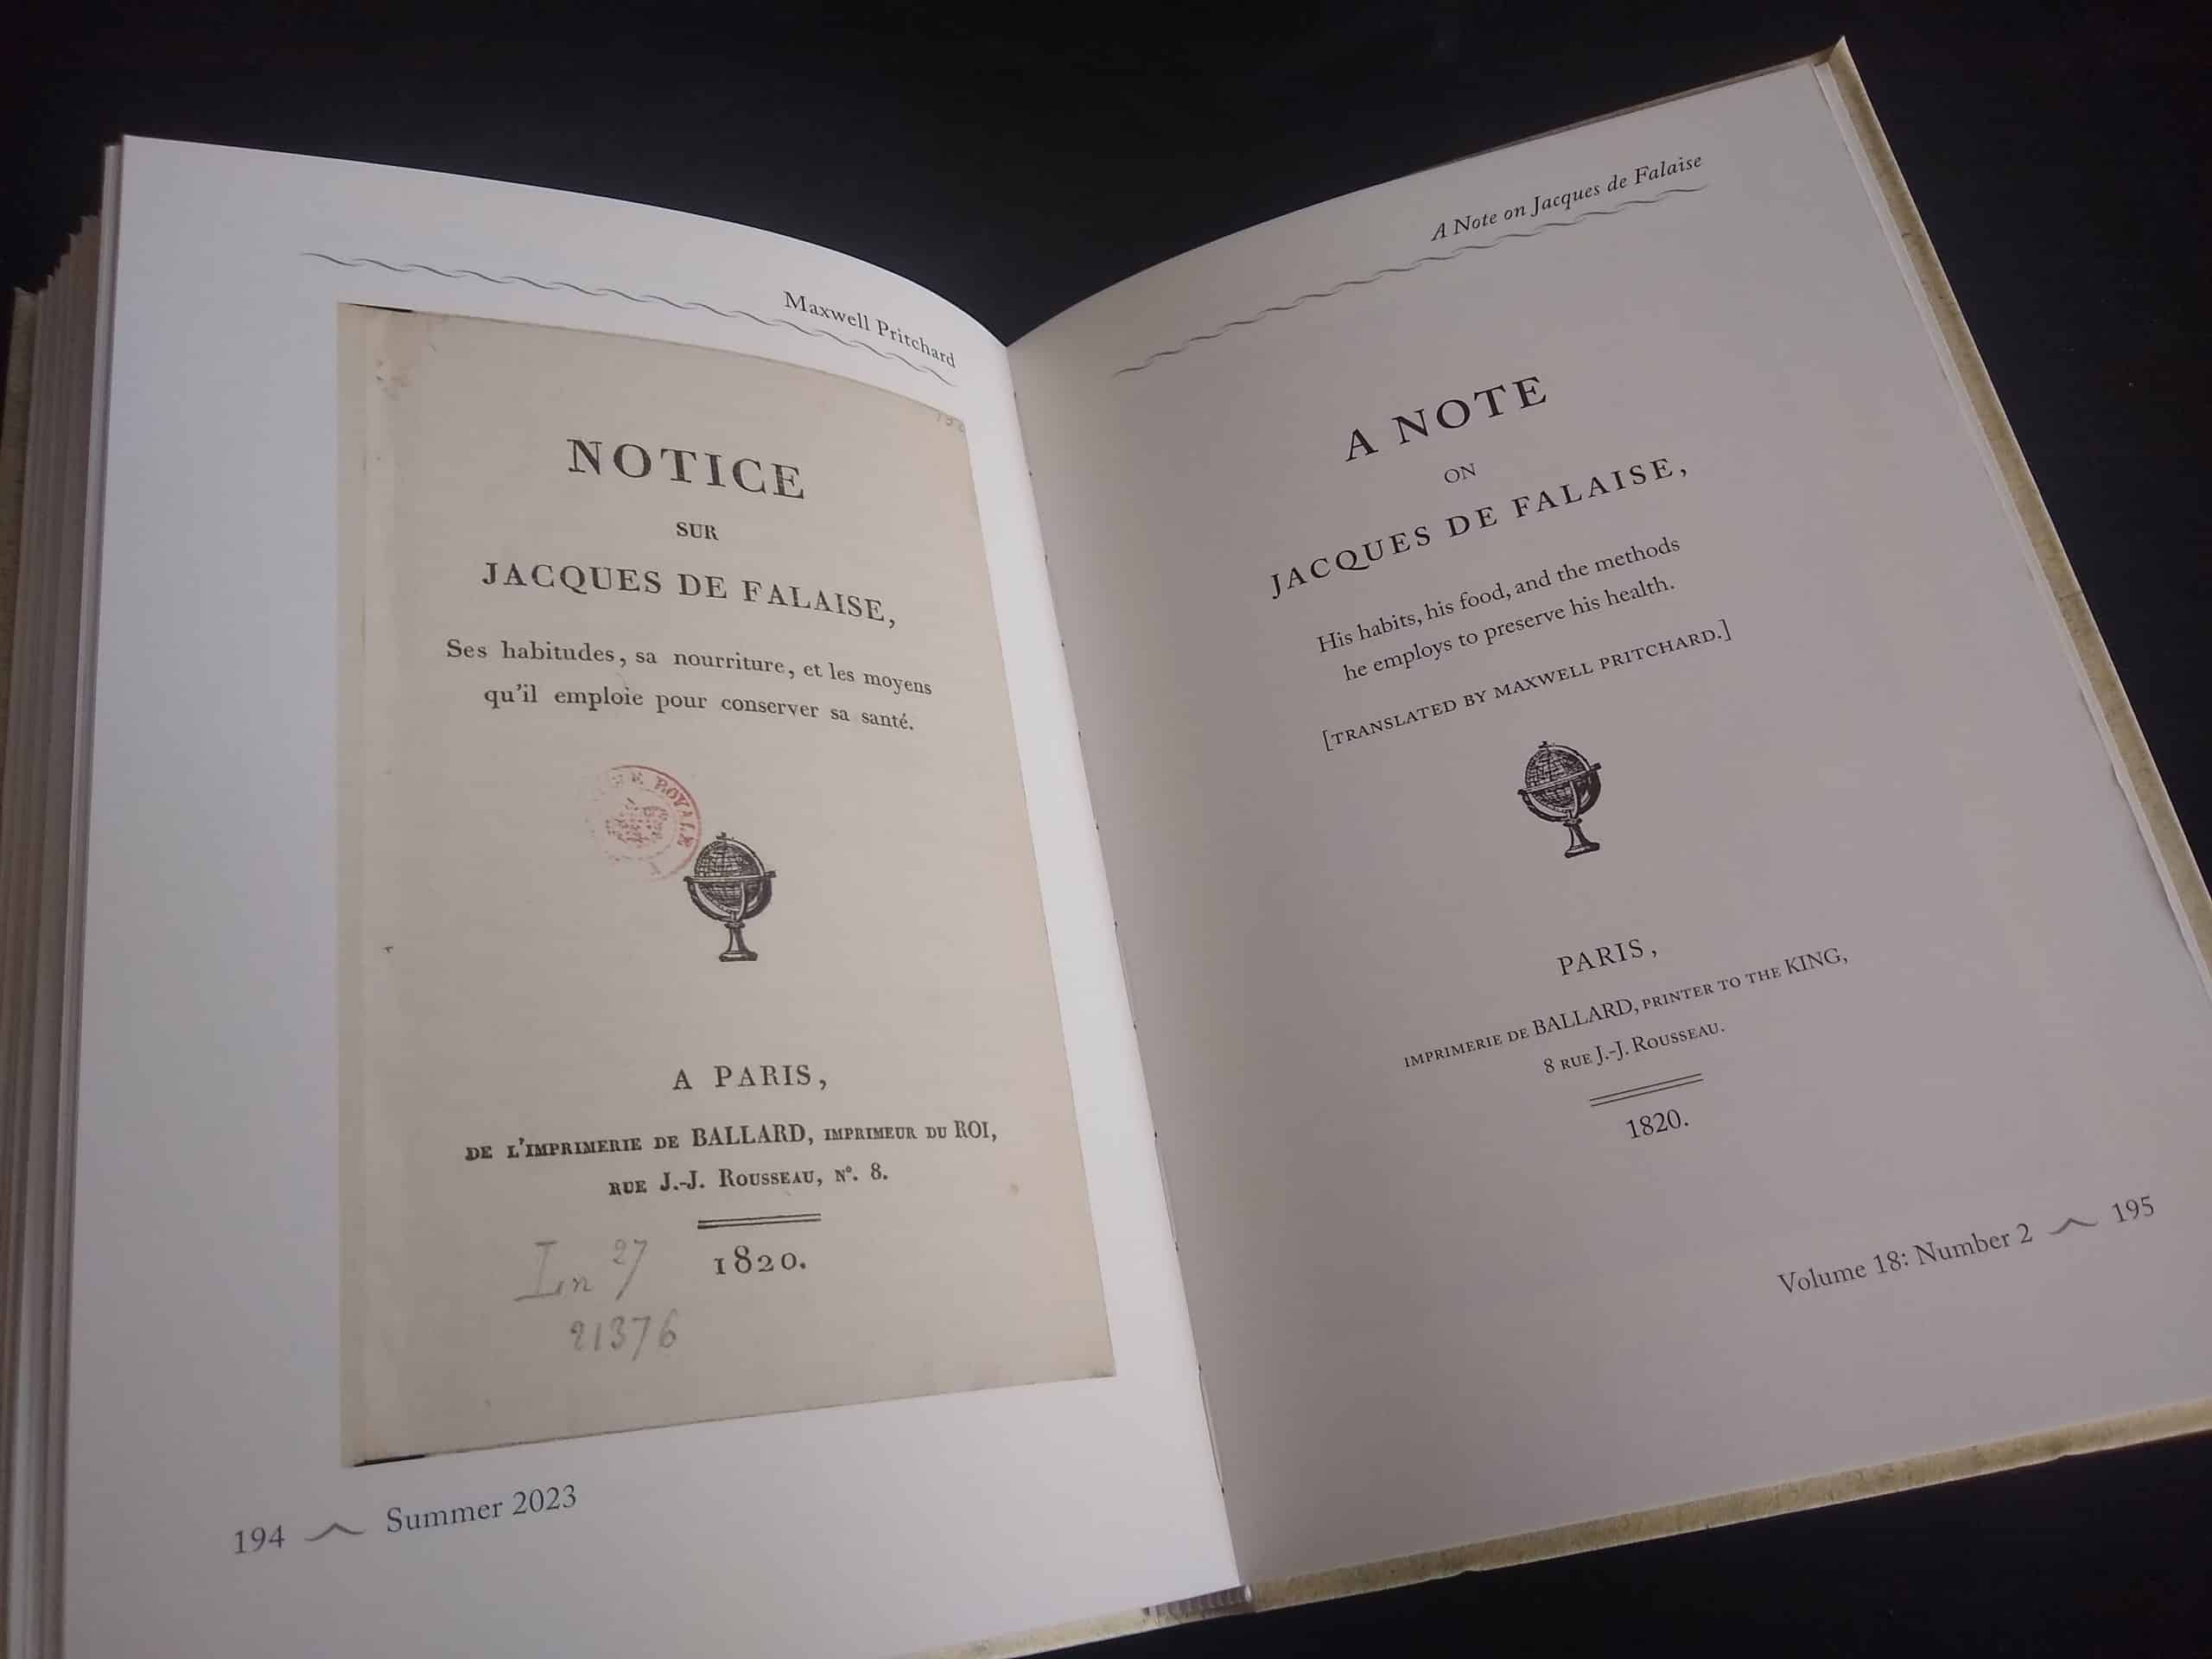 Maxwell Pritchard
NOTICE
SUR
JACQUES DE FALAISE,
Ses habitudes, sa nourriture, et les moyens
qu'il emploie pour conserver sa santé.
ROYALE
A PARIS,
DE L'IMPRIMERIE DE BALLARD, IMPRIMEUR DU ROI,
RUE J.-J. ROUSSEAU, N°. 8.
1820.
Ln 27
21376
194 Summer 2023
A Note on Jacques de Falaise
A NOTE
ON
JACQUES DE FALAISE,
His habits, his food, and the methods
he employs to preserve his health.
[TRANSLATED BY MAXWELL PRITCHARD.]
PARIS,
IMPRIMERIE DE BALLARD, PRINTER TO THE KING,
8 RUE J.-J. ROUSSEAU.
1820.
Volume 18: Number 2 195